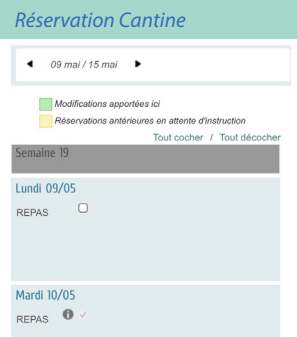 Réservation Cantine
09 mai / 15 mai
Modifications apportées ici
Réservations antérieures en attente d'instruction
Tout cocher / Tout décocher
Semaine 19
Lundi 09/05
REPAS
Mardi 10/05
REPAS